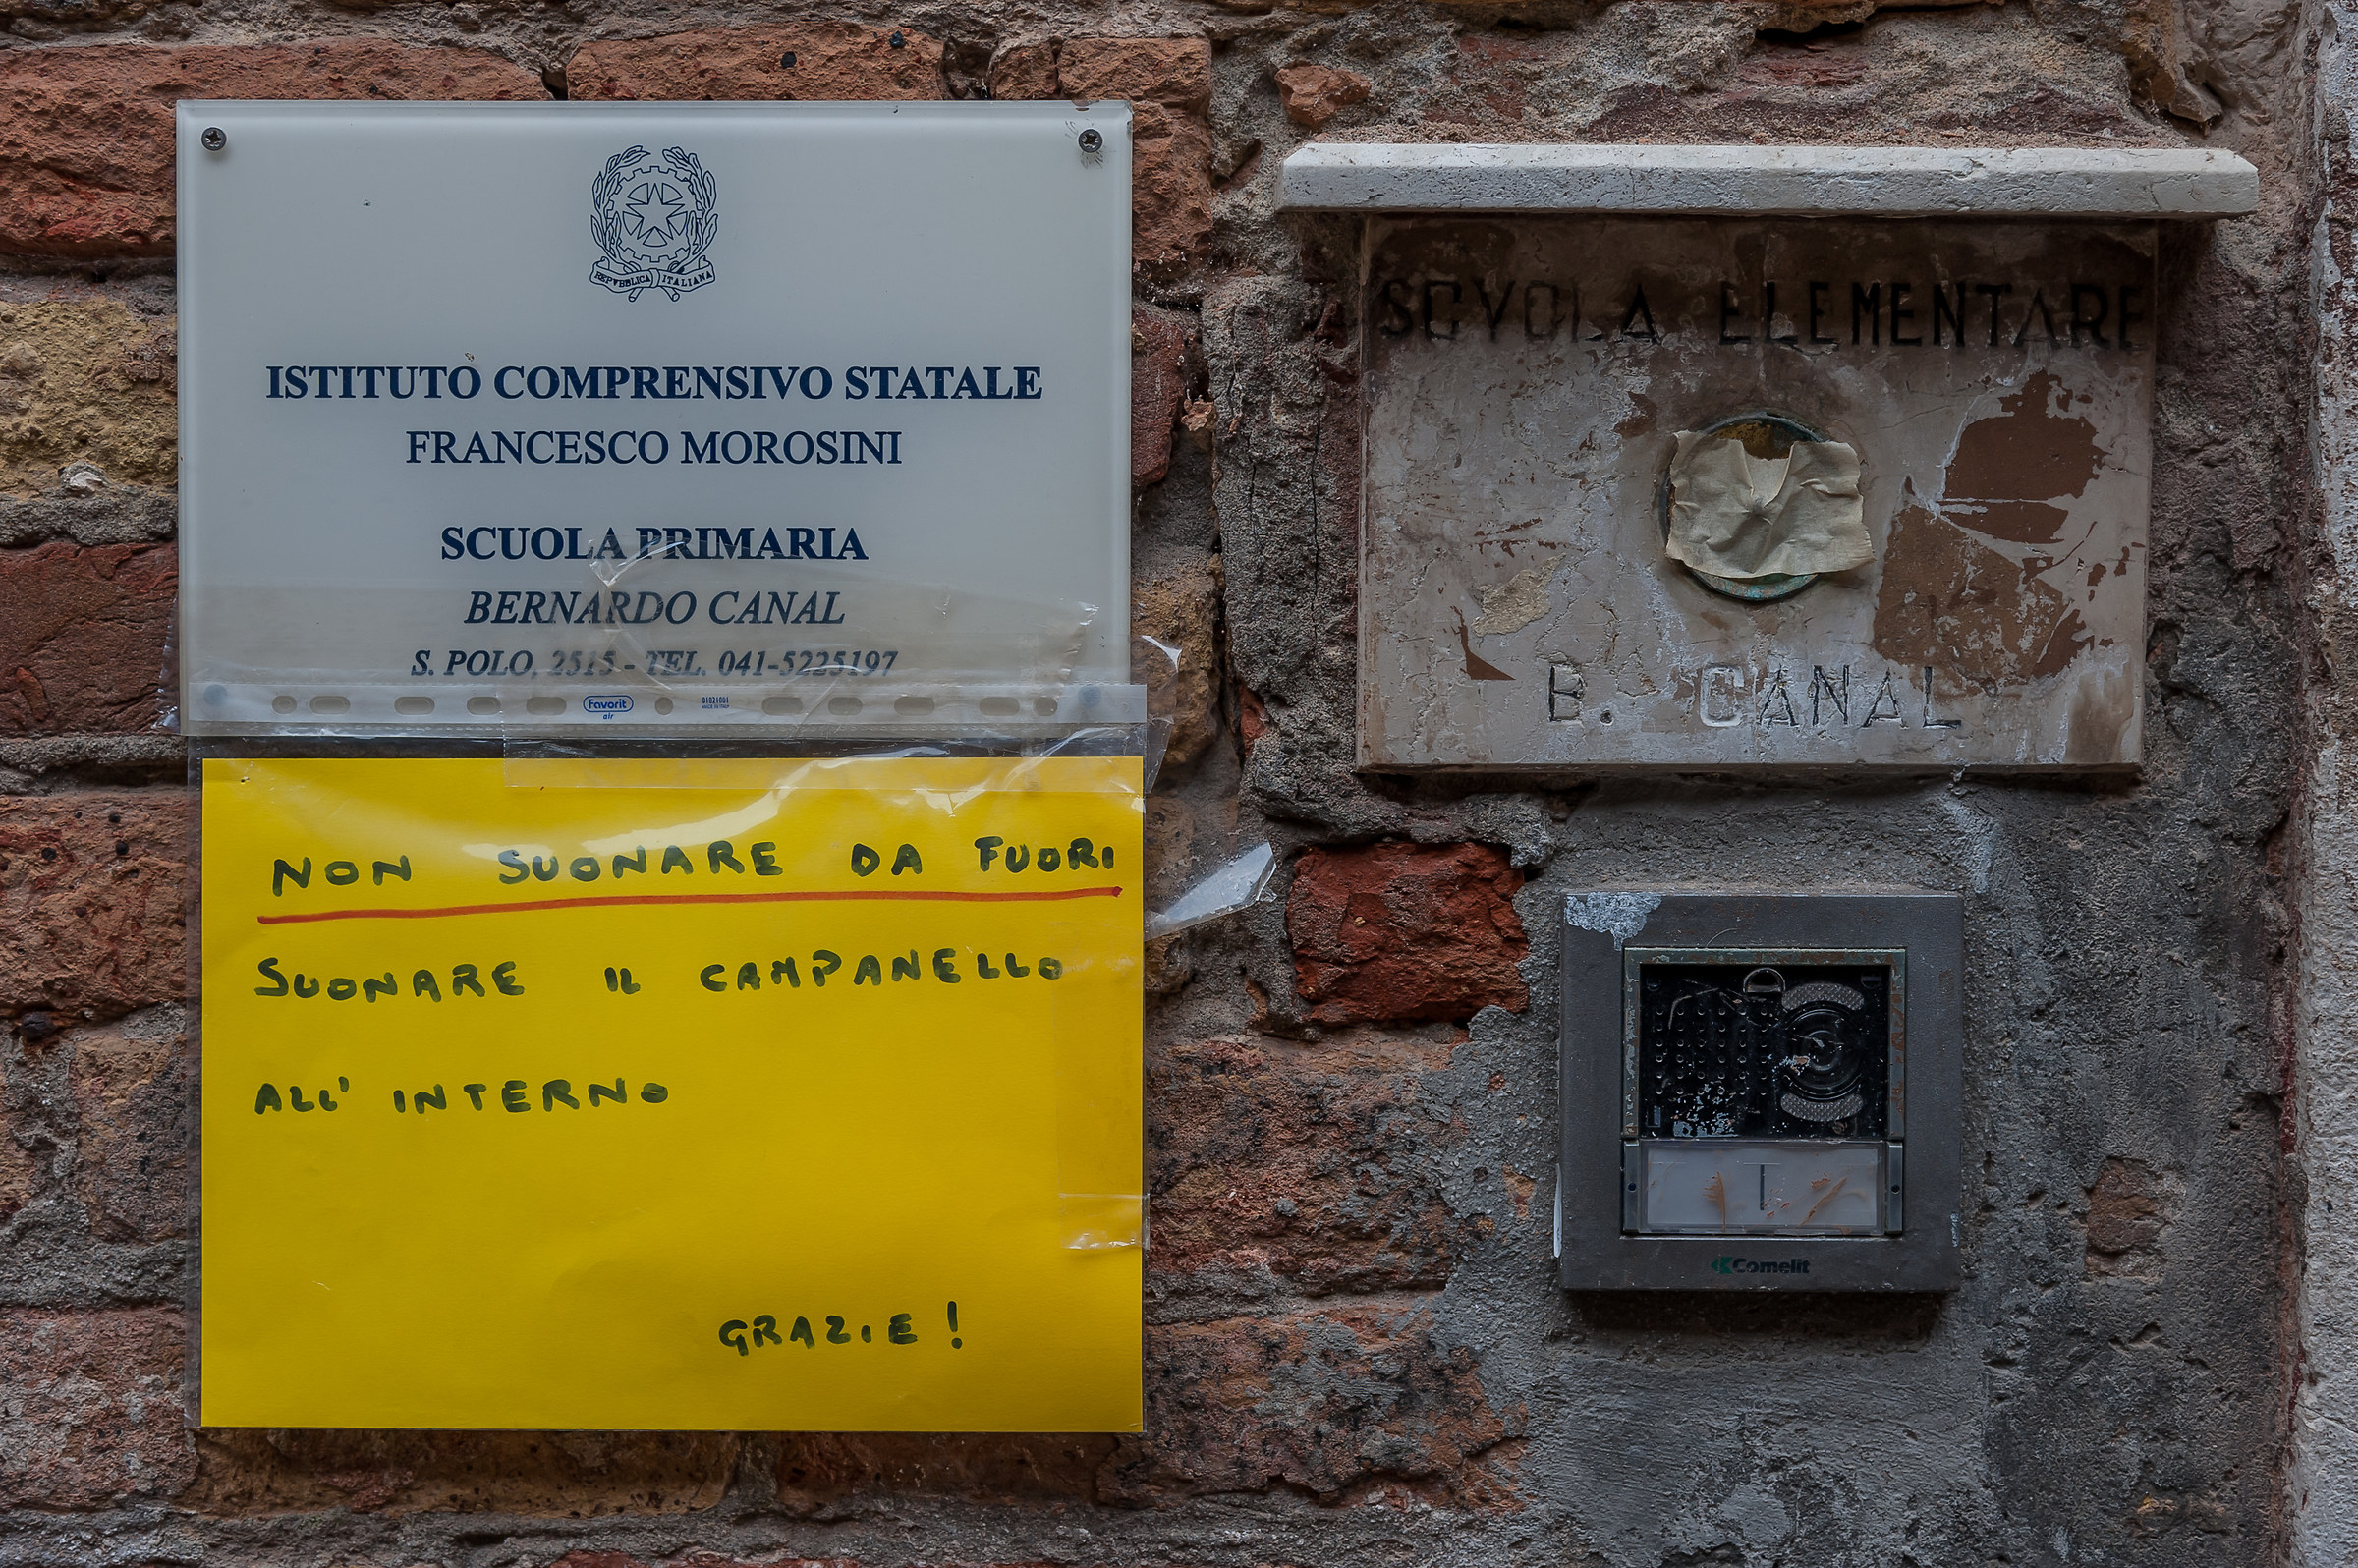 REPVBBLICA ITALIANA
ISTITUTO COMPRENSIVO STATALE
FRANCESCO MOROSINI
SCUOLA PRIMARIA
BERNARDO CANAL
S. POLO, 2515 - TEL. 041-5225197
favorit
air
NON SUONARE DA FUORI
SUONARE IL CAMPANELLO
ALL' INTERNO
GRAZIE!
SCVOLA ELEMENTARE
B. CANAL
Comelit